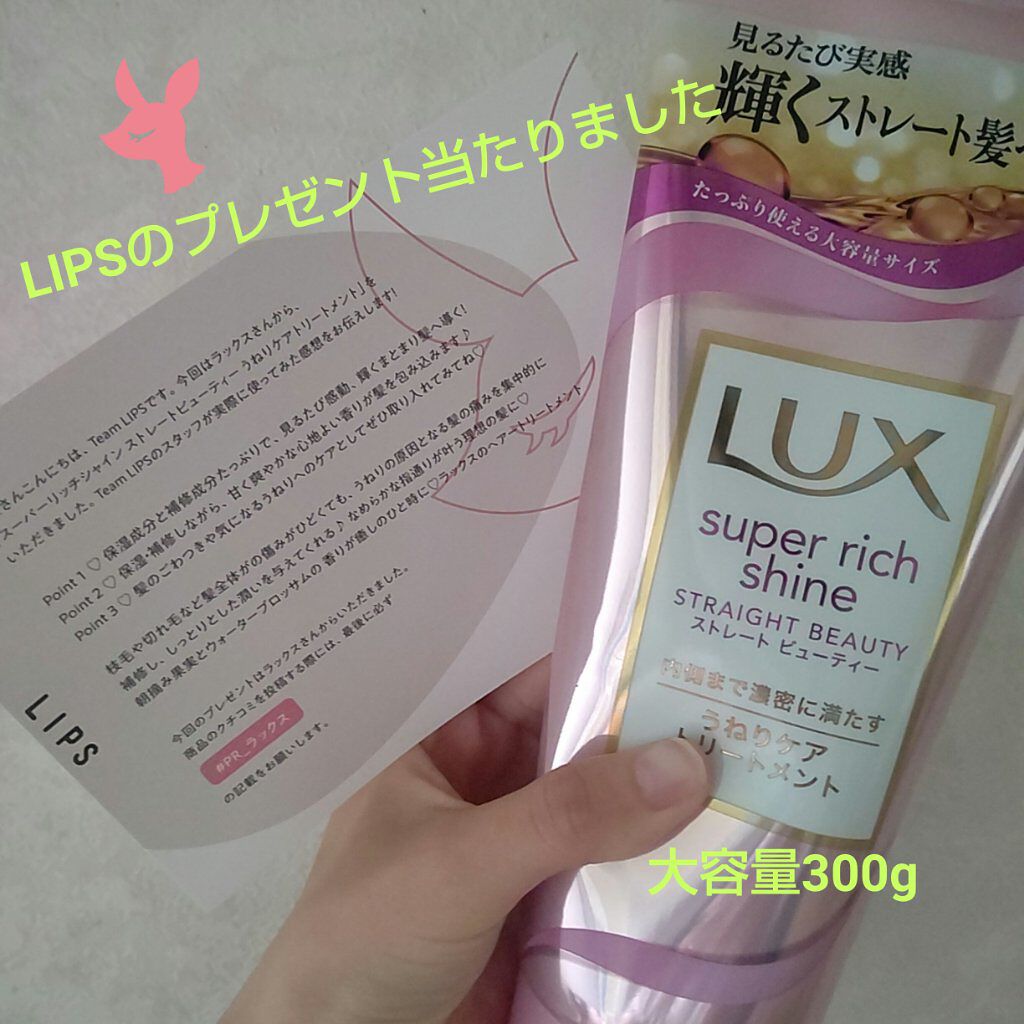 LIPSのプレゼント当たりました
さんこんにちは、Team LIPSです。今回はラックスさんから、
スーパーリッチシャイン ストレートビューティー うねりケアトリートメント」を
いただきました。Team LIPSのスタッフが実際に使ってみた感想をお伝えします!
Point 1 ♡ 保湿成分と補修成分たっぷりで、見るたび感動、輝くまとまり髪へ導く!
Point 2 ♡ 保湿・補修しながら、甘く爽やかな心地よい香りが髪を包み込みます♪
Point 3 ♡ 髪のごわつきや気になるうねりへのケアとしてぜひ取り入れてみてね♡
枝毛や切れ毛など髪全体がの傷みがひどくても、うねりの原因となる髪の痛みを集中的に
補修し、しっとりとした潤いを与えてくれる♪ なめらかな指通りが叶う理想の髪に♡
朝摘み果実とウォーターブロッサムの 香りが癒しのひと時に♡ラックスのヘアートリートメント
今回のプレゼントはラックスさんからいただきました。
商品のクチコミを投稿する際には、最後に必ず
#PR_ラックス
の記載をお願いします。
LIPS
見るたび実感
輝くストレート髪へ
たっぷり使える大容量サイズ
LUX
super rich
shine
STRAIGHT BEAUTY
ストレート ビューティー
内側まで濃密に満たす
うねりケア
トリートメント
大容量300g